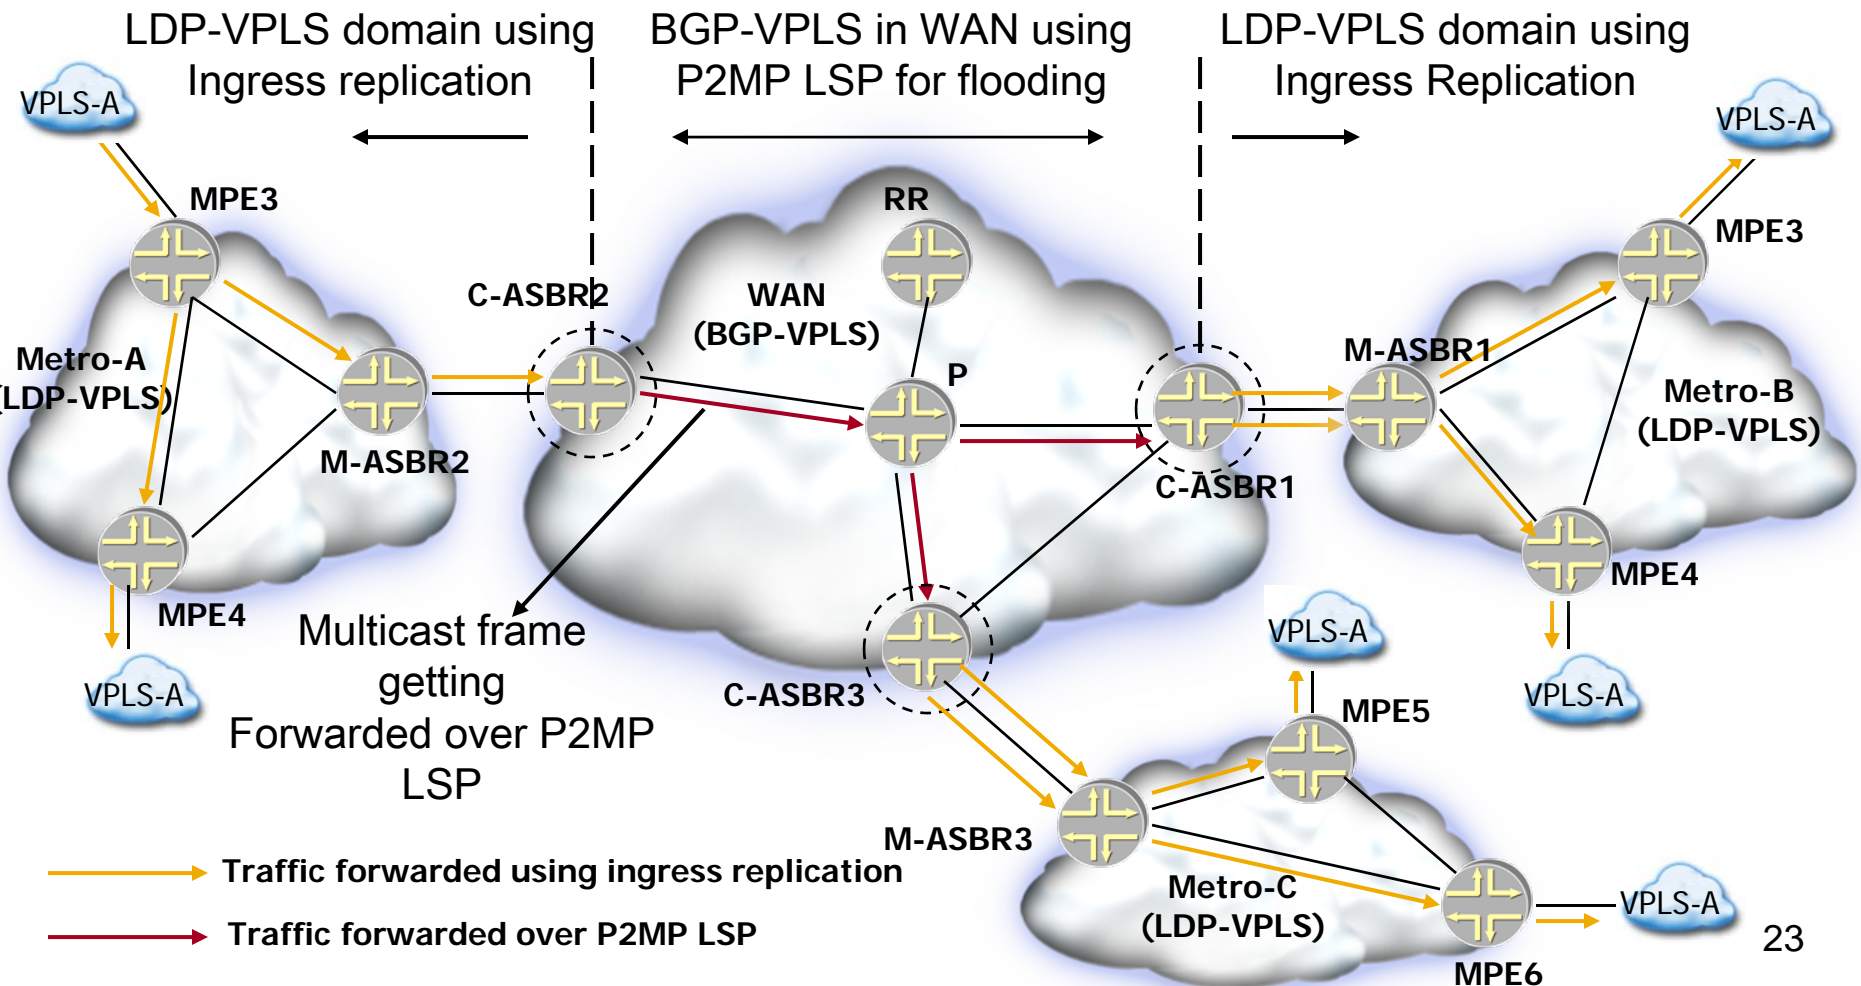 LDP-VPLS domain using
Ingress replication
BGP-VPLS in WAN using
P2MP LSP for flooding
LDP-VPLS domain using
Ingress Replication
VPLS-A
MPE3
Metro-A
(LDP-VPLS)
M-ASBR2
MPE4
VPLS-A
C-ASBR2
RR
WAN
(BGP-VPLS)
P
C-ASBR1
C-ASBR3
Multicast frame
getting
Forwarded over P2MP
LSP
VPLS-A
MPE3
M-ASBR1
Metro-B
(LDP-VPLS)
MPE4
VPLS-A
VPLS-A
MPE5
M-ASBR3
Metro-C
(LDP-VPLS)
VPLS-A
MPE6
Traffic forwarded using ingress replication
Traffic forwarded over P2MP LSP
23